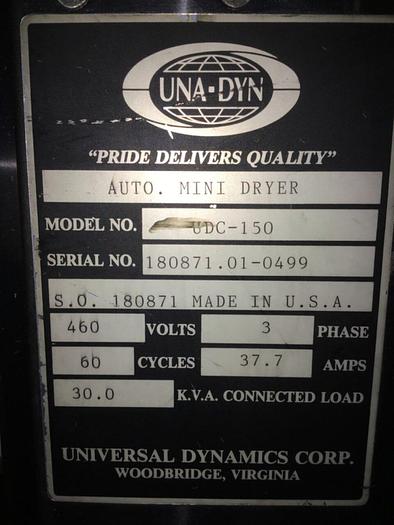 UNA-DYN
"PRIDE DELIVERS QUALITY"
AUTO. MINI DRYER
MODEL NO. UDC-150
SERIAL NO. 180871.01-0499
S.O. 180871 MADE IN U.S.A.
460 VOLTS 3 PHASE
60 CYCLES 37.7 AMPS
30.0 K.V.A. CONNECTED LOAD
UNIVERSAL DYNAMICS CORP.
WOODBRIDGE, VIRGINIA